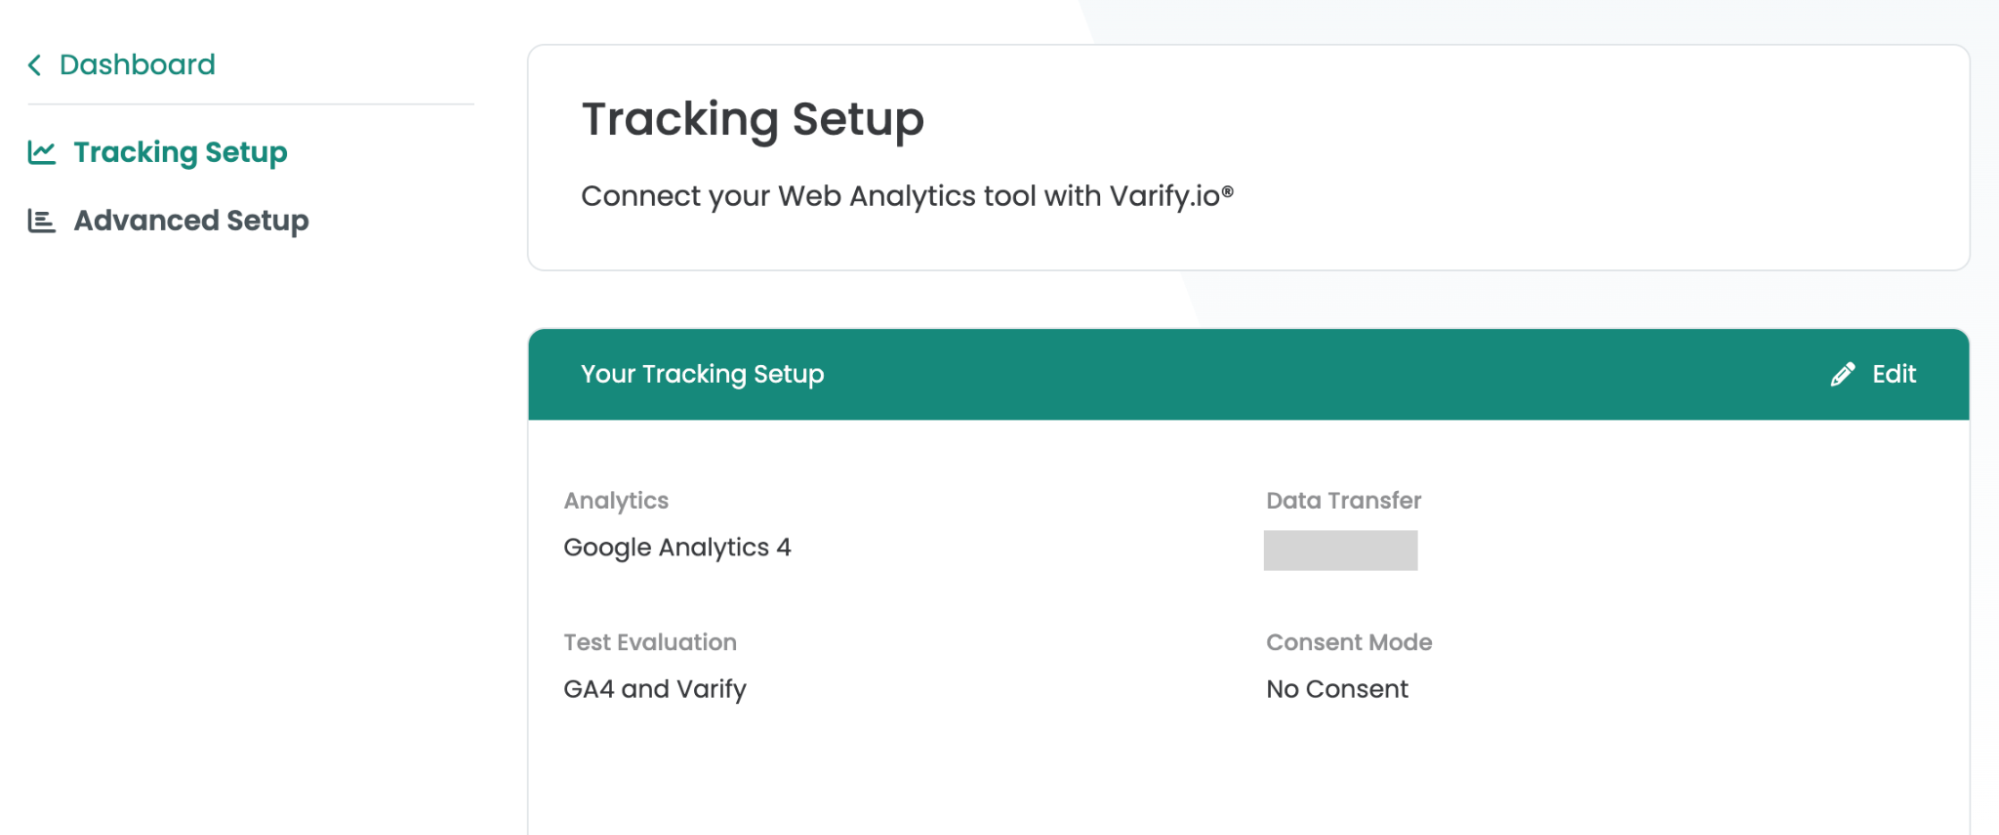 Dashboard
Tracking Setup
Advanced Setup
Tracking Setup
Connect your Web Analytics tool with Varify.io®
Your Tracking Setup
Edit
Analytics
Google Analytics 4
Data Transfer
Test Evaluation
GA4 and Varify
Consent Mode
No Consent